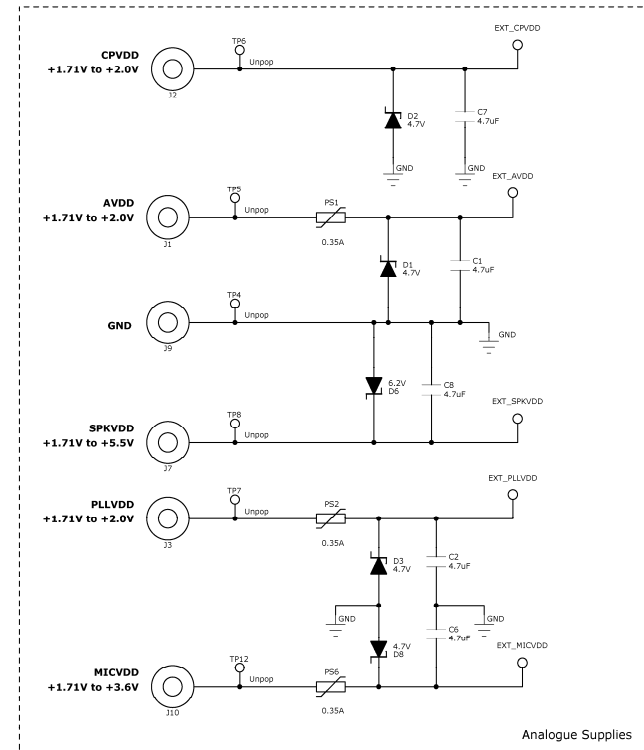 EXT_CPVDD
TP6
CPVDD
+1.71V to +2.0V
Unpop
J2
D2
4.7V
C7
4.7uF
GND
GND
EXT_AVDD
TP5
AVDD
+1.71V to +2.0V
Unpop
PS1
0.35A
J1
D1
4.7V
C1
4.7uF
TP4
GND
Unpop
J9
GND
6.2V
D6
C8
4.7uF
EXT_SPKVDD
TP8
SPKVDD
+1.71V to +5.5V
Unpop
J7
EXT_PLLVDD
TP7
PLLVDD
+1.71V to +2.0V
Unpop
PS2
0.35A
J3
D3
4.7V
C2
4.7uF
GND
GND
4.7V
D8
C6
4.7uF
EXT_MICVDD
TP12
MICVDD
+1.71V to +3.6V
Unpop
PS6
0.35A
J10
Analogue Supplies